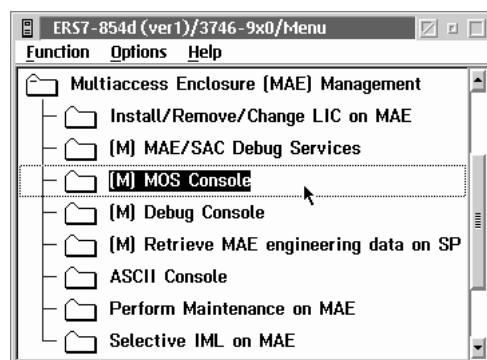 ERS7-854d (ver1)/3746-9x0/Menu
Function Options Help
Multiaccess Enclosure (MAE) Management
Install/Remove/Change LIC on MAE
(M) MAE/SAC Debug Services
(M) MOS Console
(M) Debug Console
(M) Retrieve MAE engineering data on SP
ASCII Console
Perform Maintenance on MAE
Selective IML on MAE